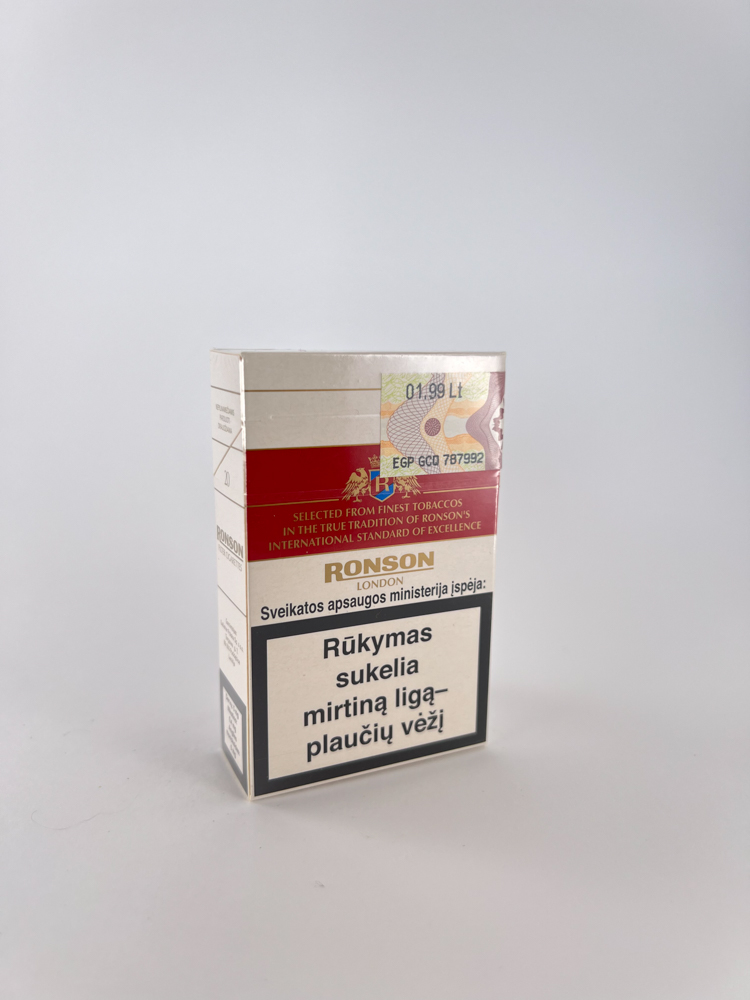 01,99 Lt
EGP GCQ 787992
R
SELECTED FROM FINEST TOBACCOS
IN THE TRUE TRADITION OF RONSON'S
INTERNATIONAL STANDARD OF EXCELLENCE
RONSON
LONDON
Sveikatos apsaugos ministerija įspėja:
Rūkymas
sukelia
mirtiną ligą–
plaučių vėžį
20
RONSON